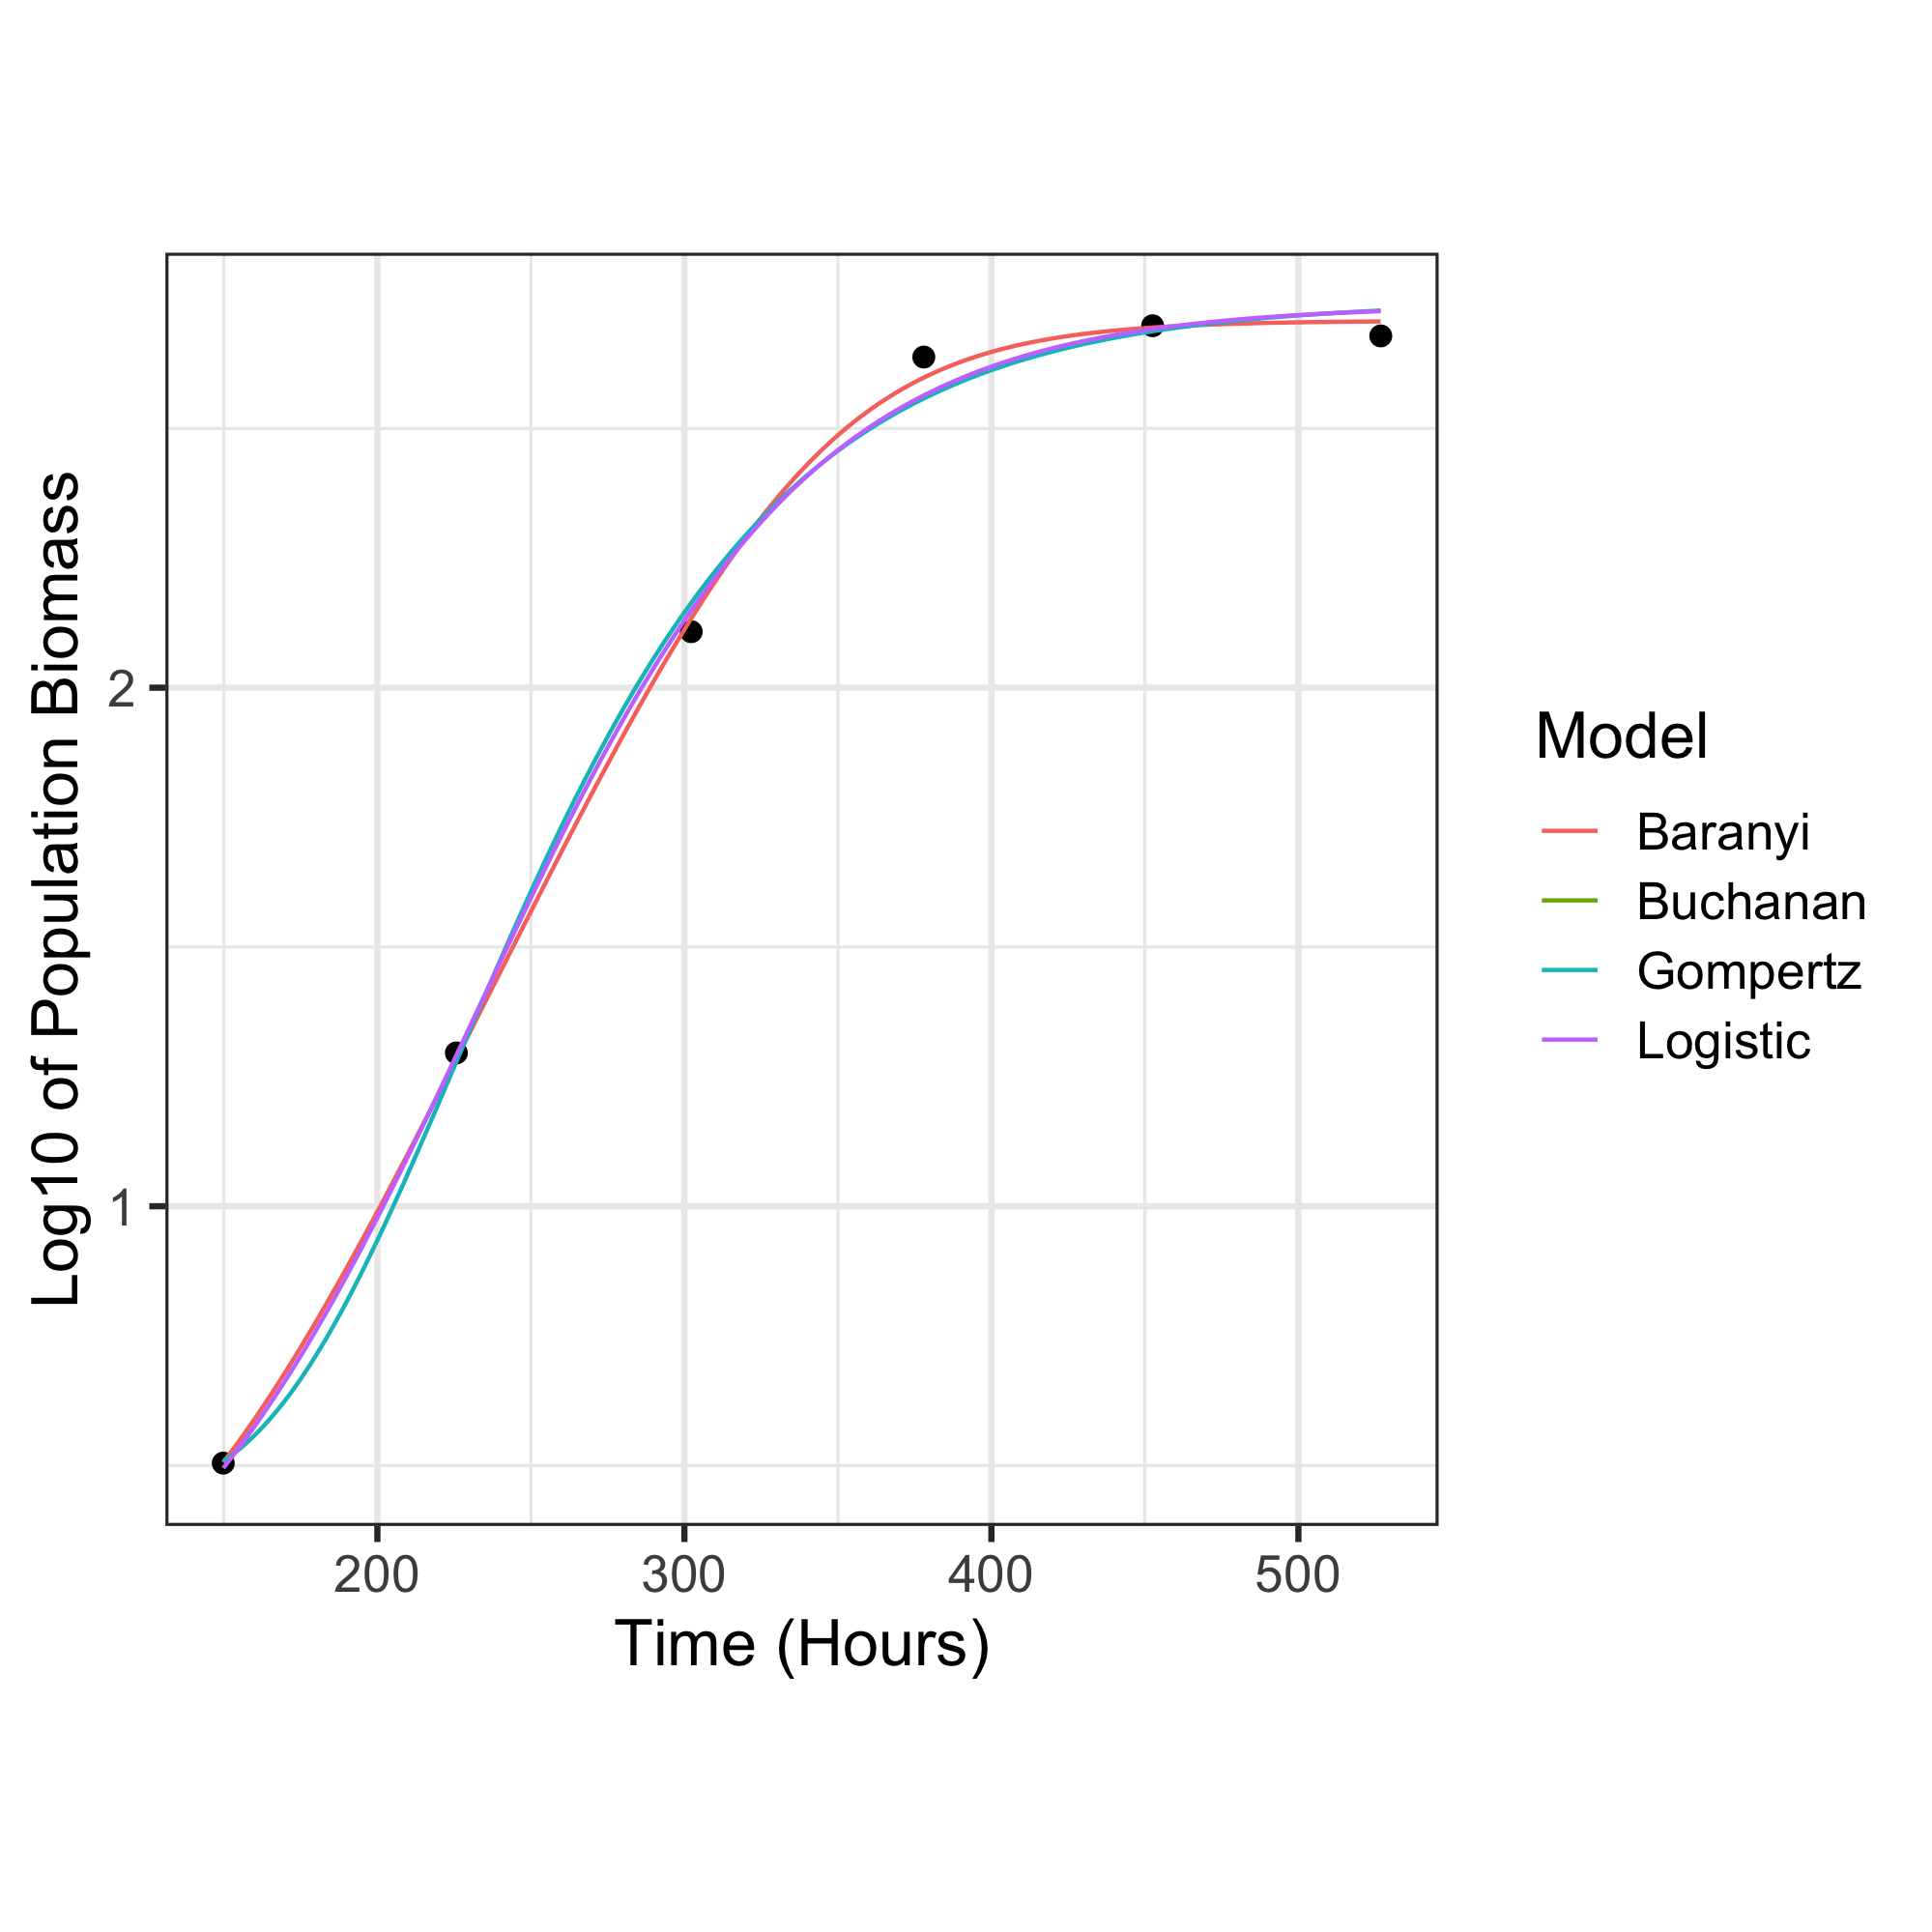 Log10 of Population Biomass
2
1
200 300 400 500
Time (Hours)
Model
Baranyi
Buchanan
Gompertz
Logistic